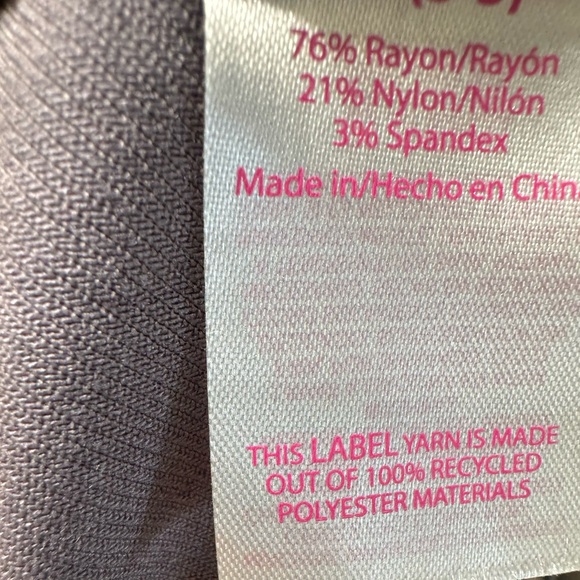 76% Rayon/Rayón
21% Nylon/Nilón
3% Spandex
Made in/Hecho en Chin
THIS LABEL YARN IS MADE
OUT OF 100% RECYCLED
POLYESTER MATERIALS